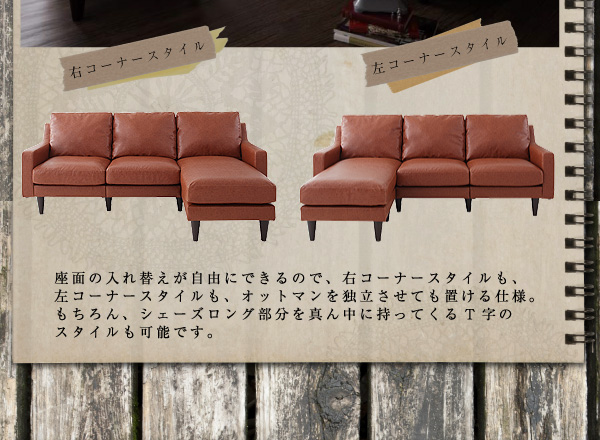 右コーナースタイル
左コーナースタイル
座面の入れ替えが自由にできるので、右コーナースタイルも、
左コーナースタイルも、オットマンを独立させても置ける仕様。
もちろん、シェーズロング部分を真ん中に持ってくるT字の
スタイルも可能です。